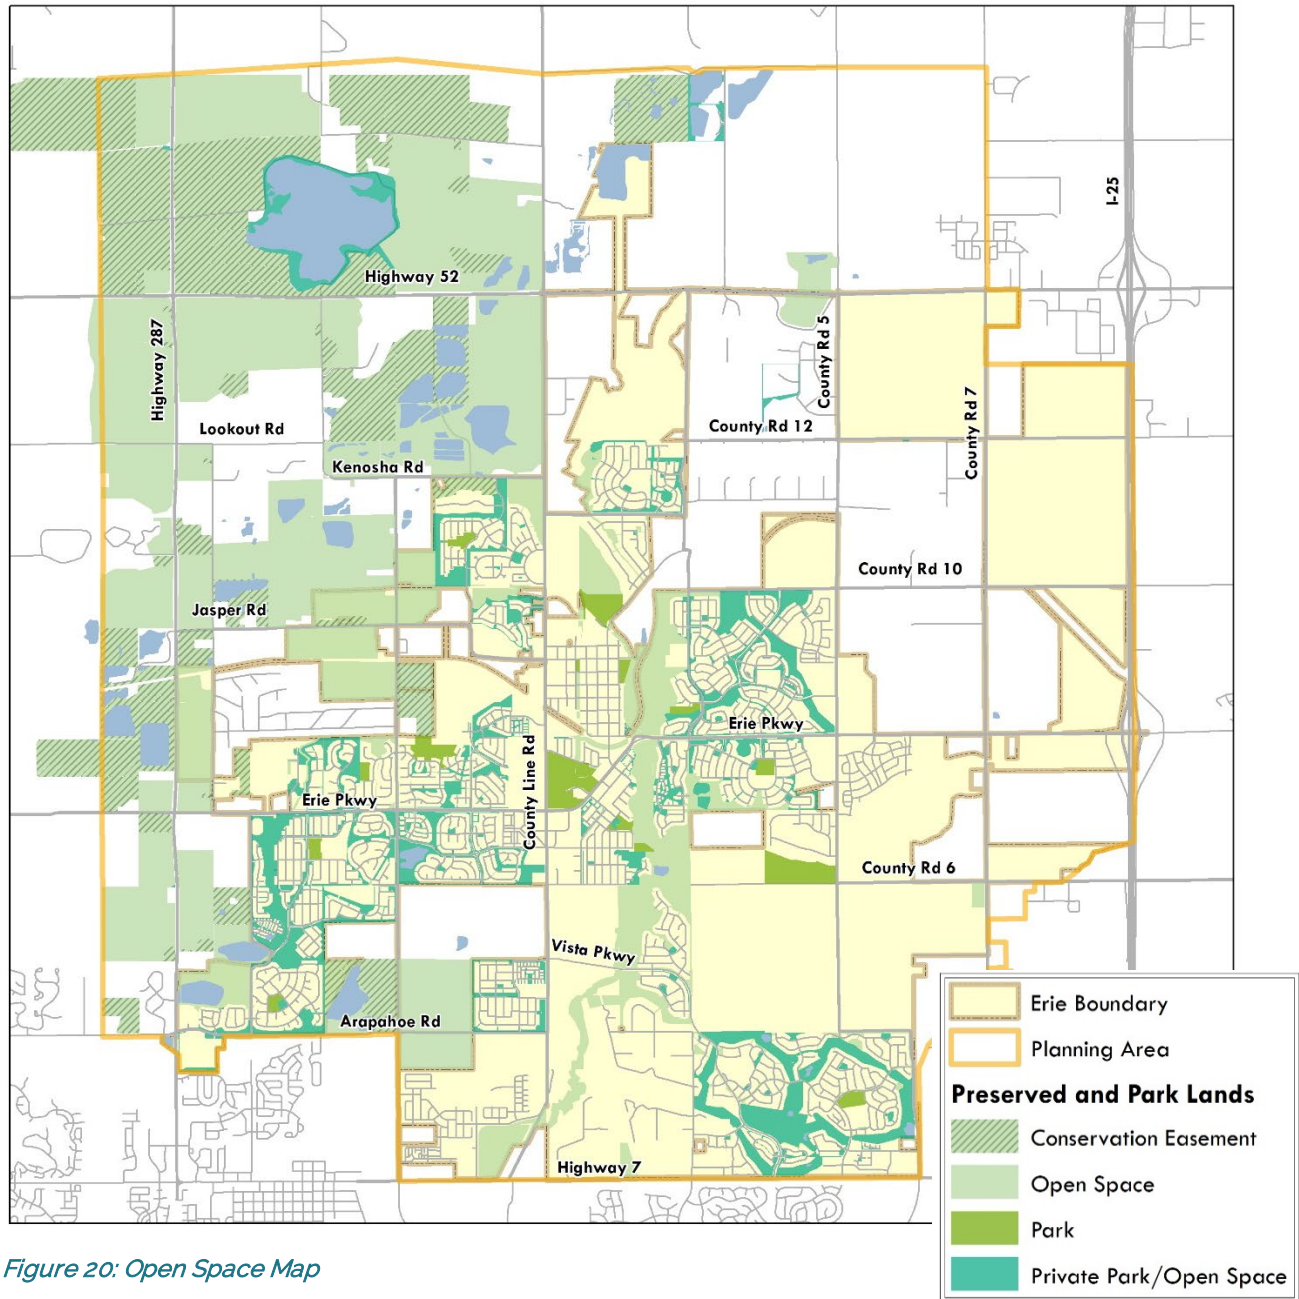 I-25
Highway 52
Highway 287
County Rd 5
County Rd 7
Lookout Rd
County Rd 12
Kenosha Rd
County Rd 10
Jasper Rd
Erie Pkwy
County Line Rd
Erie Pkwy
County Rd 6
Vista Pkwy
Arapahoe Rd
Highway 7
Erie Boundary
Planning Area
Preserved and Park Lands
Conservation Easement
Open Space
Park
Private Park/Open Space
Figure 20: Open Space Map